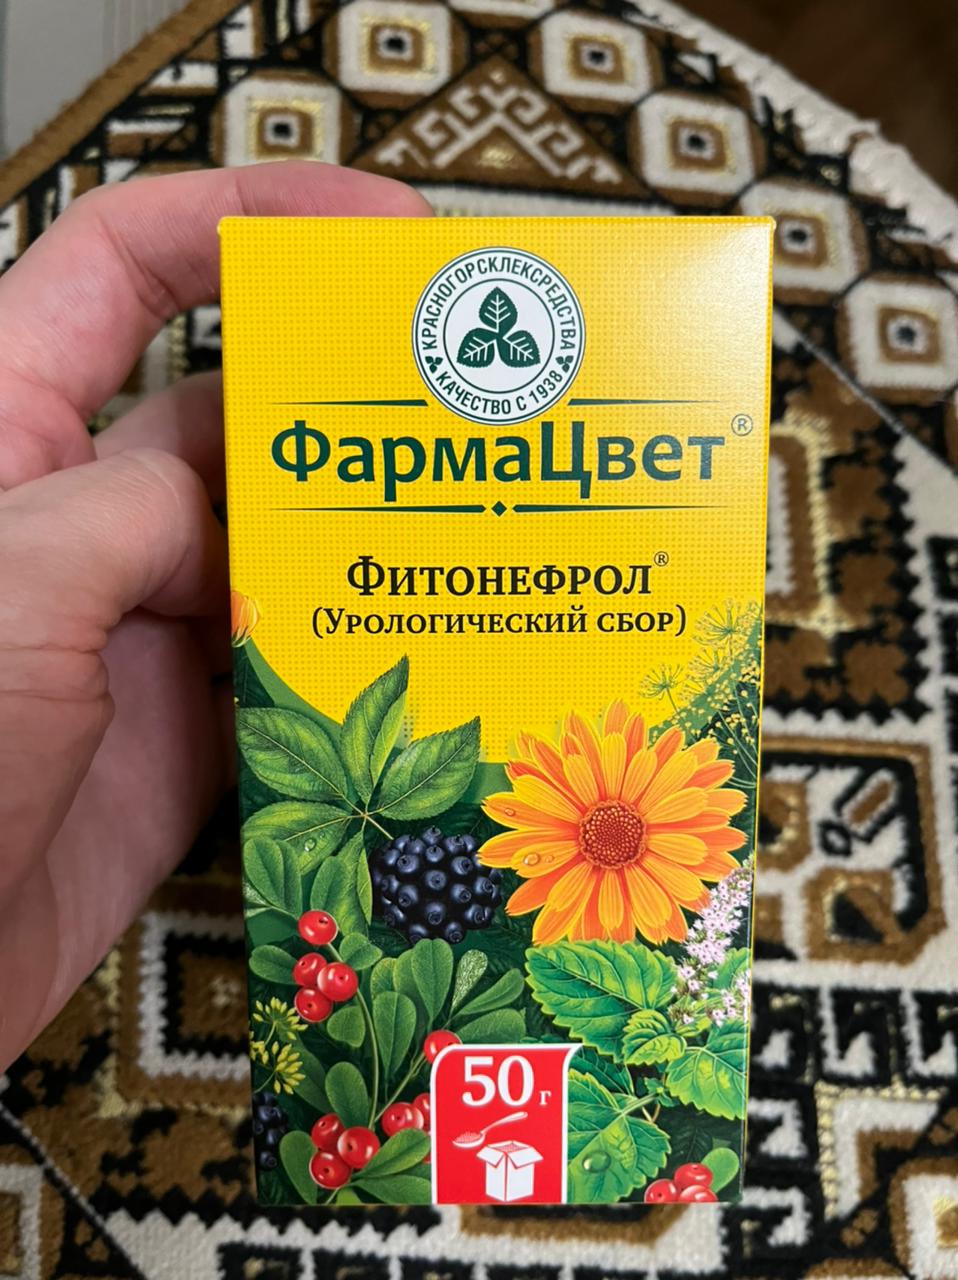 КРАСНОГОРСКЛЕКСРЕДСТВА
КАЧЕСТВО С 1938
ФармаЦвет®
Фитонефрол®
(Урологический сбор)
50 г